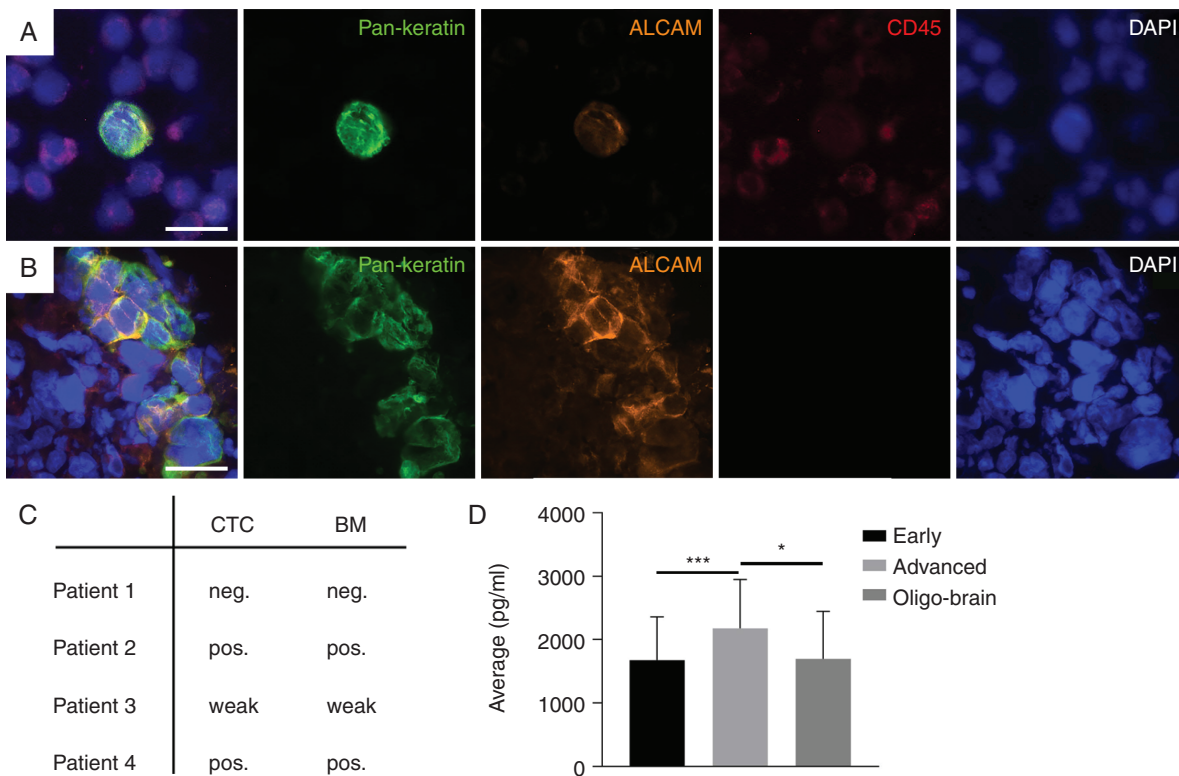 A
Pan-keratin
ALCAM
CD45
DAPI
B
Pan-keratin
ALCAM
DAPI
C
CTC BM
Patient 1 neg. neg.
Patient 2 pos. pos.
Patient 3 weak weak
Patient 4 pos. pos.
D
Average (pg/ml)
4000
3000
2000
1000
0
*** *
Early
Advanced
Oligo-brain